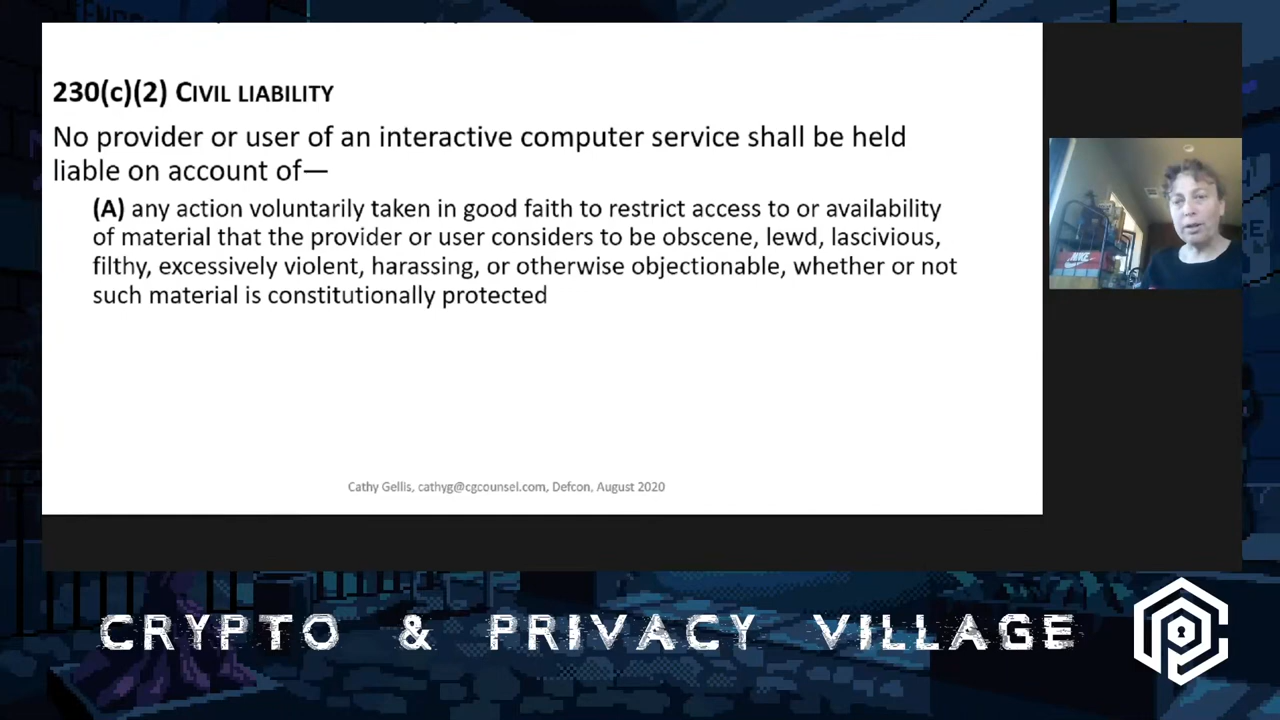 230(c)(2) CIVIL LIABILITY
No provider or user of an interactive computer service shall be held
liable on account of—
(A) any action voluntarily taken in good faith to restrict access to or availability
of material that the provider or user considers to be obscene, lewd, lascivious,
filthy, excessively violent, harassing, or otherwise objectionable, whether or not
such material is constitutionally protected
Cathy Gellis, cathyg@cgcounsel.com, Defcon, August 2020
NIKE
CRYPTO & PRIVACY VILLAGE